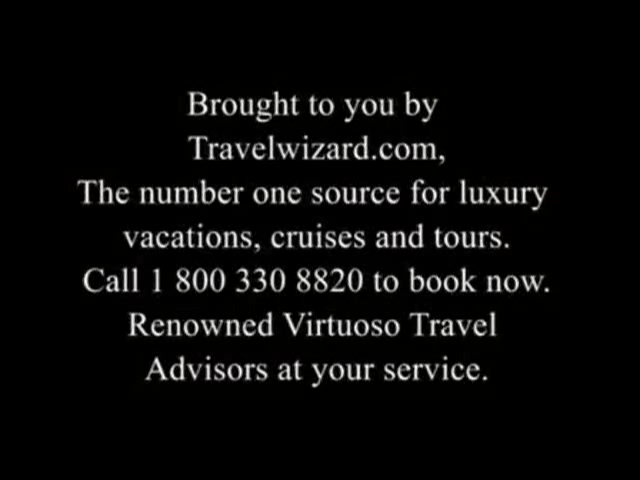 Brought to you by
Travelwizard.com,
The number one source for luxury
vacations, cruises and tours.
Call 1 800 330 8820 to book now.
Renowned Virtuoso Travel
Advisors at your service.